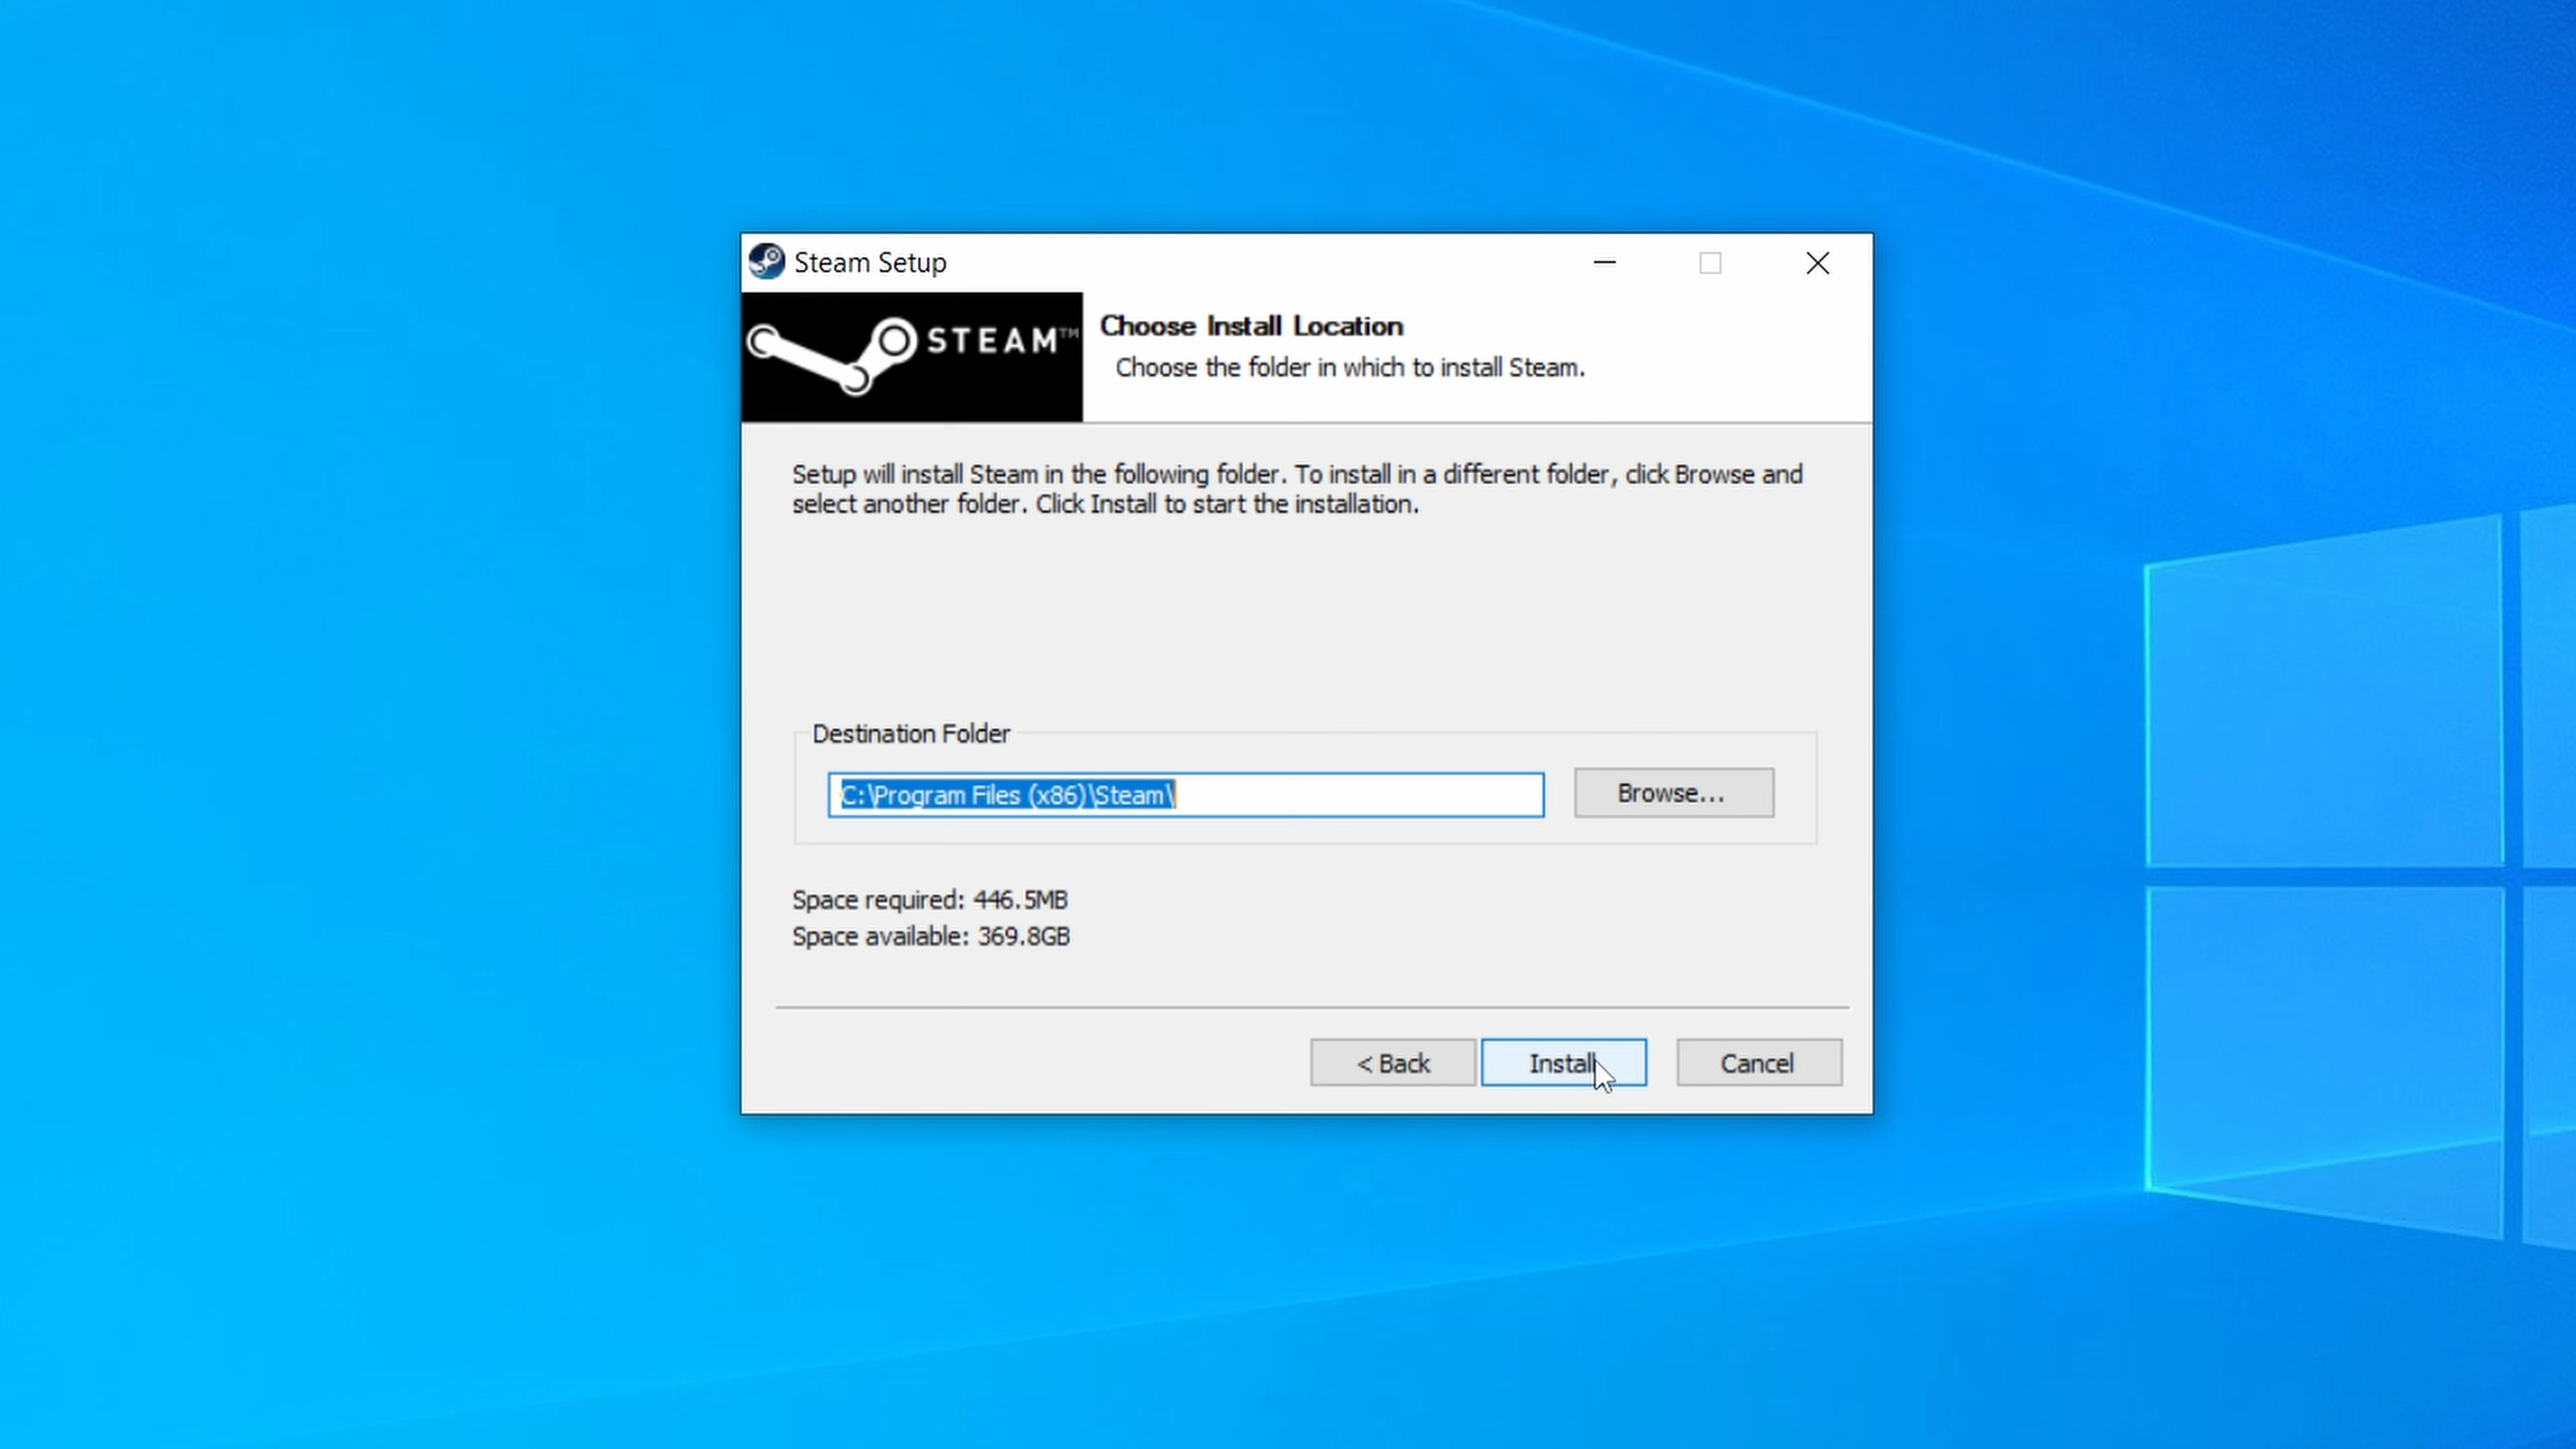 Steam Setup
STEAM™
Choose Install Location
Choose the folder in which to install Steam.
Setup will install Steam in the following folder. To install in a different folder, click Browse and
select another folder. Click Install to start the installation.
Destination Folder
C:\Program Files (x86)\Steam\
Browse...
Space required: 446.5MB
Space available: 369.8GB
< Back
Install
Cancel